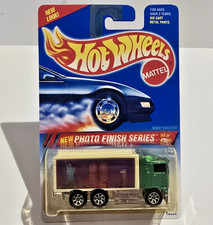 NEW
LOOK!
FOR AGES
OVER 3 YEARS
DIE CAST
METAL PARTS
Hot Wheels
MATTEL
NEW PHOTO FINISH SERIES